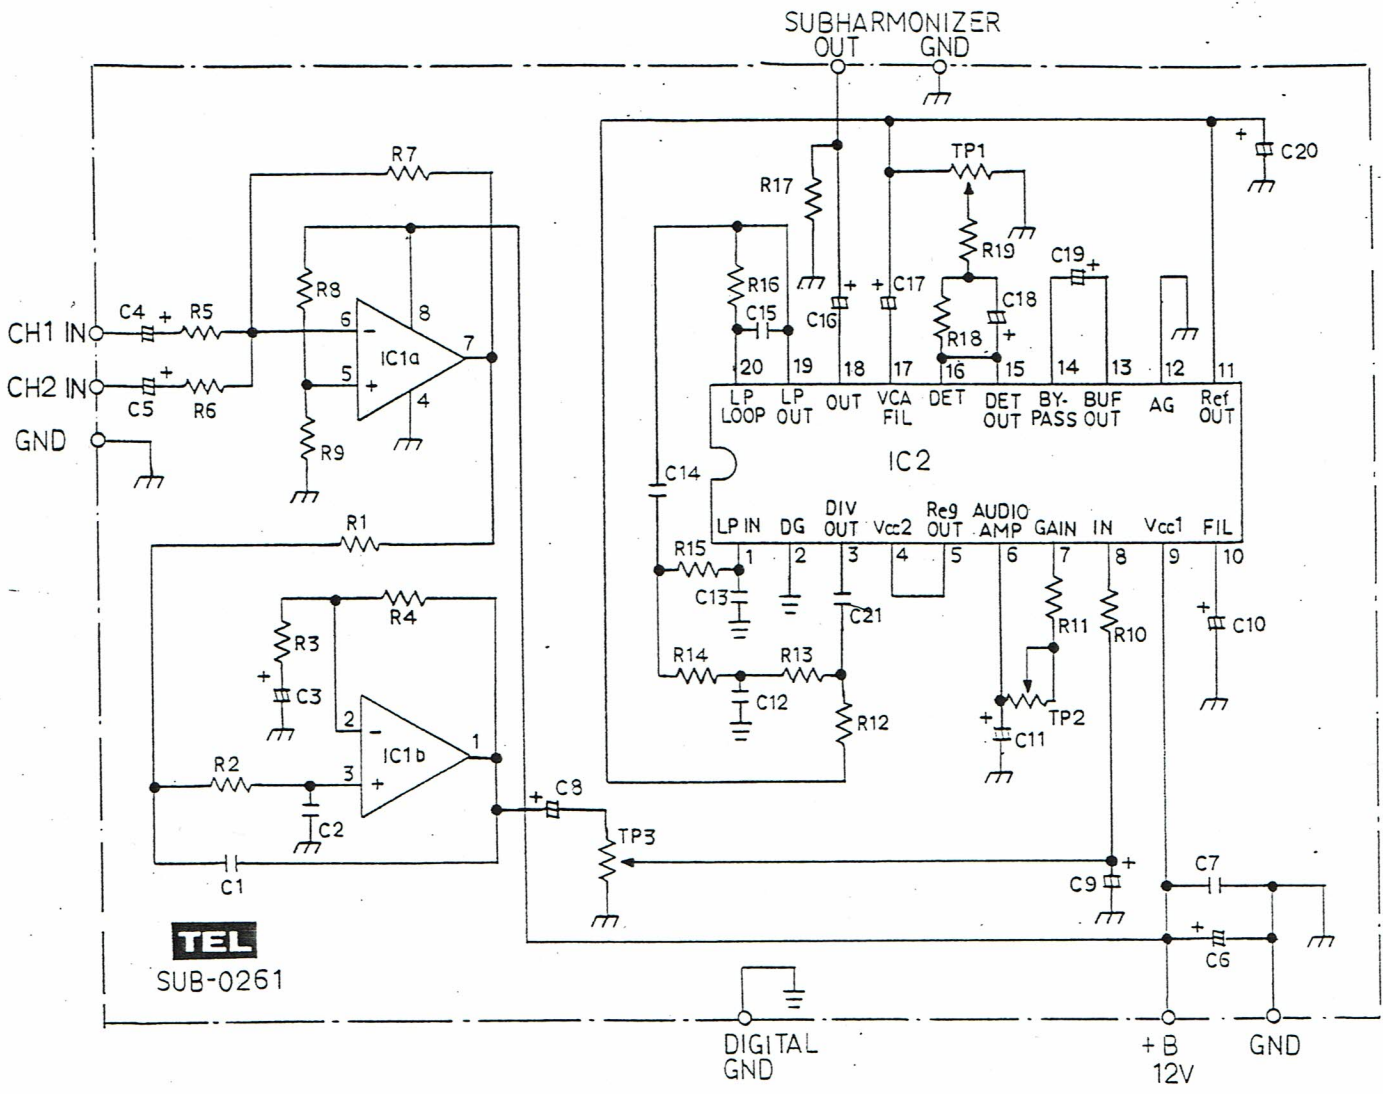 SUBHARMONIZER
OUT GND
R7
TP1
C20
R17
R19
C19
R16
R8
C17
C18
C4 R5
C15
C16
R18
CH1 IN
6 8 7
IC1a
CH2 IN
5 4
C5 R6
20 19 18 17 16 15 14 13 12 11
LP LOOP
LP OUT
OUT
VCA FIL
DET
DET OUT
BY-PASS
BUF OUT
AG
Ref OUT
GND
R9
C14
IC2
LP IN
DG
DIV OUT
Vcc2
Reg OUT
AUDIO AMP
GAIN
IN
Vcc1
FIL
1 2 3 4 5 6 7 8 9 10
R1
R15
C13
C21
R11
R10
C10
R4
R3
C3
R14 R13
C12
R12
TP2
C11
2 1
IC1b
3
R2
C2
C8
TP3
C1
C9
C7
C6
TEL
SUB-0261
DIGITAL
GND
+B
12V
GND